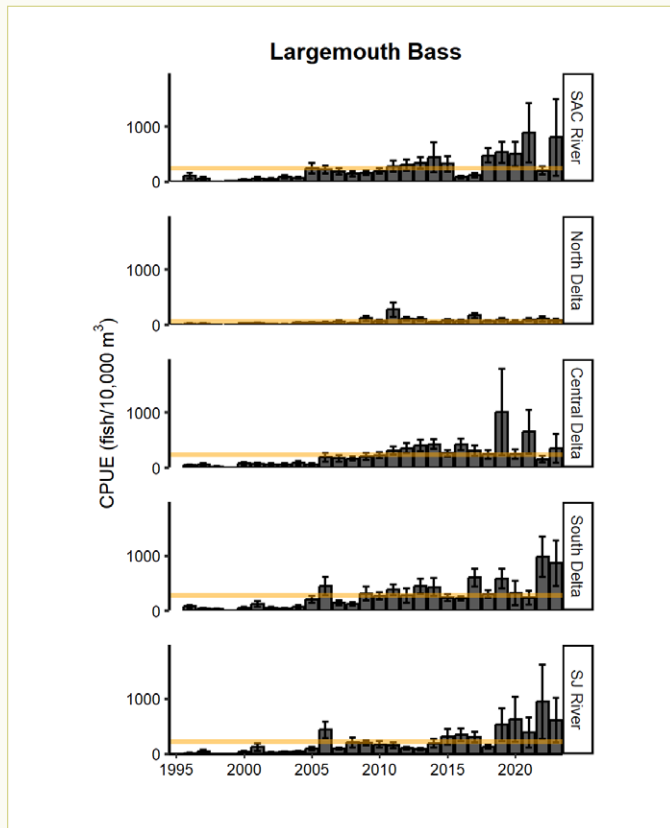 Largemouth Bass
CPUE (fish/10,000 m³)
1000
0
SAC River
1000
0
North Delta
1000
0
Central Delta
1000
0
South Delta
1000
0
SJ River
1995 2000 2005 2010 2015 2020